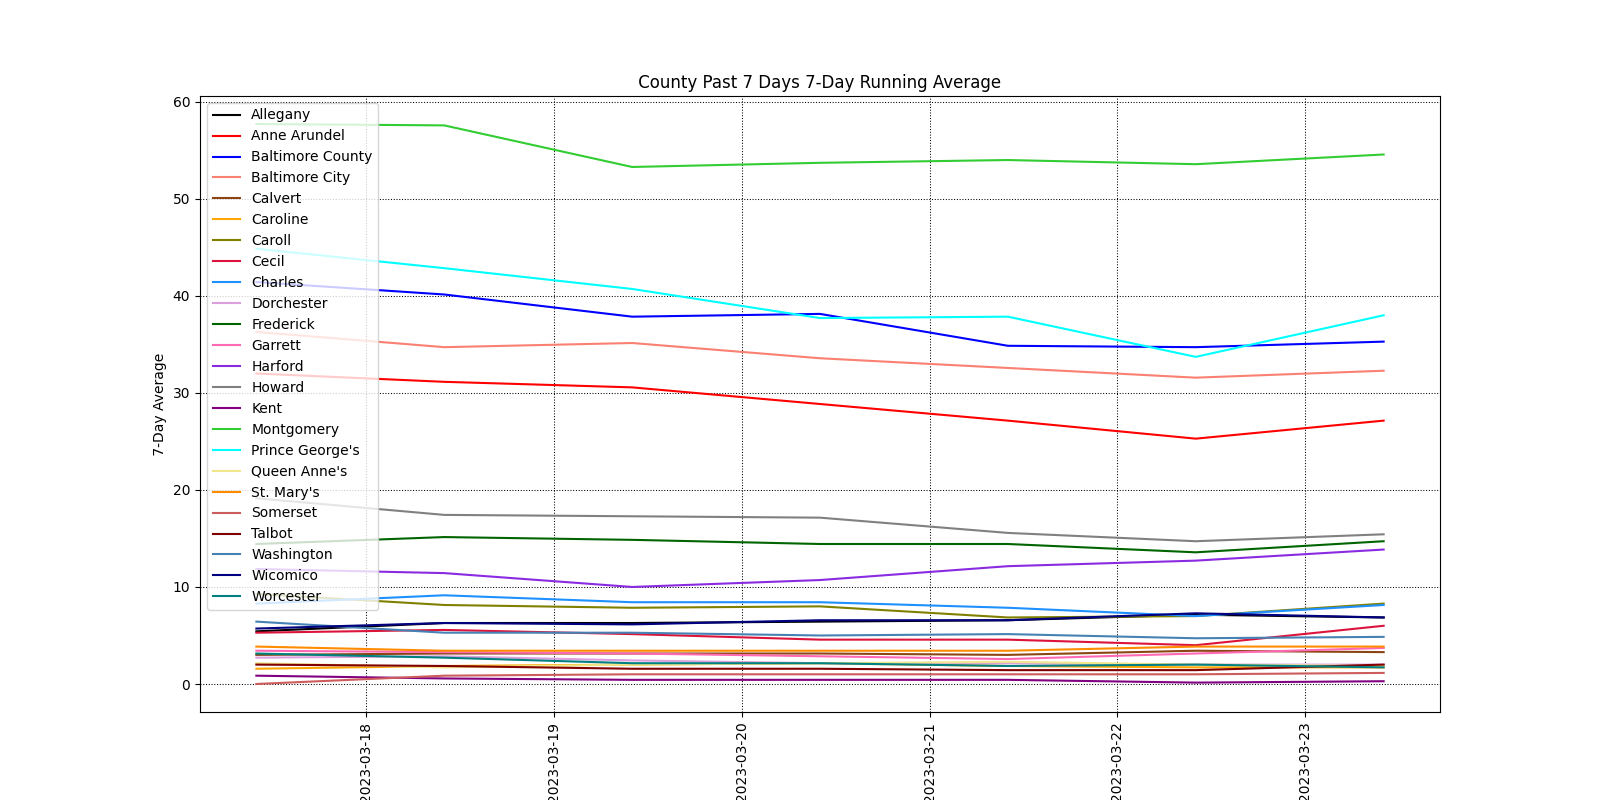 County Past 7 Days 7-Day Running Average
60
50
40
30
20
10
0
7-Day Average
Allegany
Anne Arundel
Baltimore County
Baltimore City
Calvert
Caroline
Caroll
Cecil
Charles
Dorchester
Frederick
Garrett
Harford
Howard
Kent
Montgomery
Prince George's
Queen Anne's
St. Mary's
Somerset
Talbot
Washington
Wicomico
Worcester
2023-03-18
2023-03-19
2023-03-20
2023-03-21
2023-03-22
2023-03-23